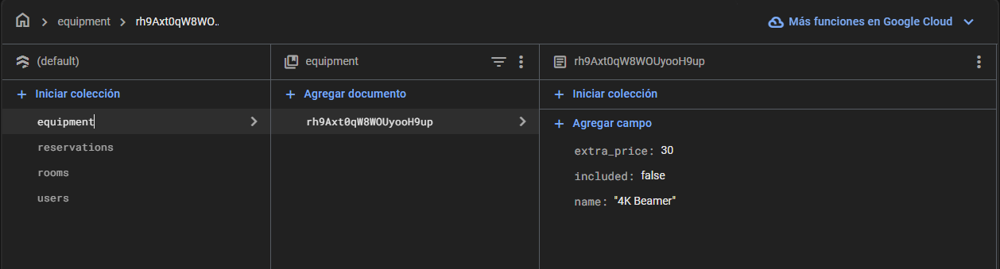 equipment
rh9Axt0qW8WO..
Más funciones en Google Cloud
(default)
equipment
rh9Axt0qW8WOUyooH9up
Iniciar colección
Agregar documento
Iniciar colección
equipment
rh9Axt0qW8WOUyooH9up
Agregar campo
reservations
extra_price: 30
rooms
included: false
users
name: "4K Beamer"